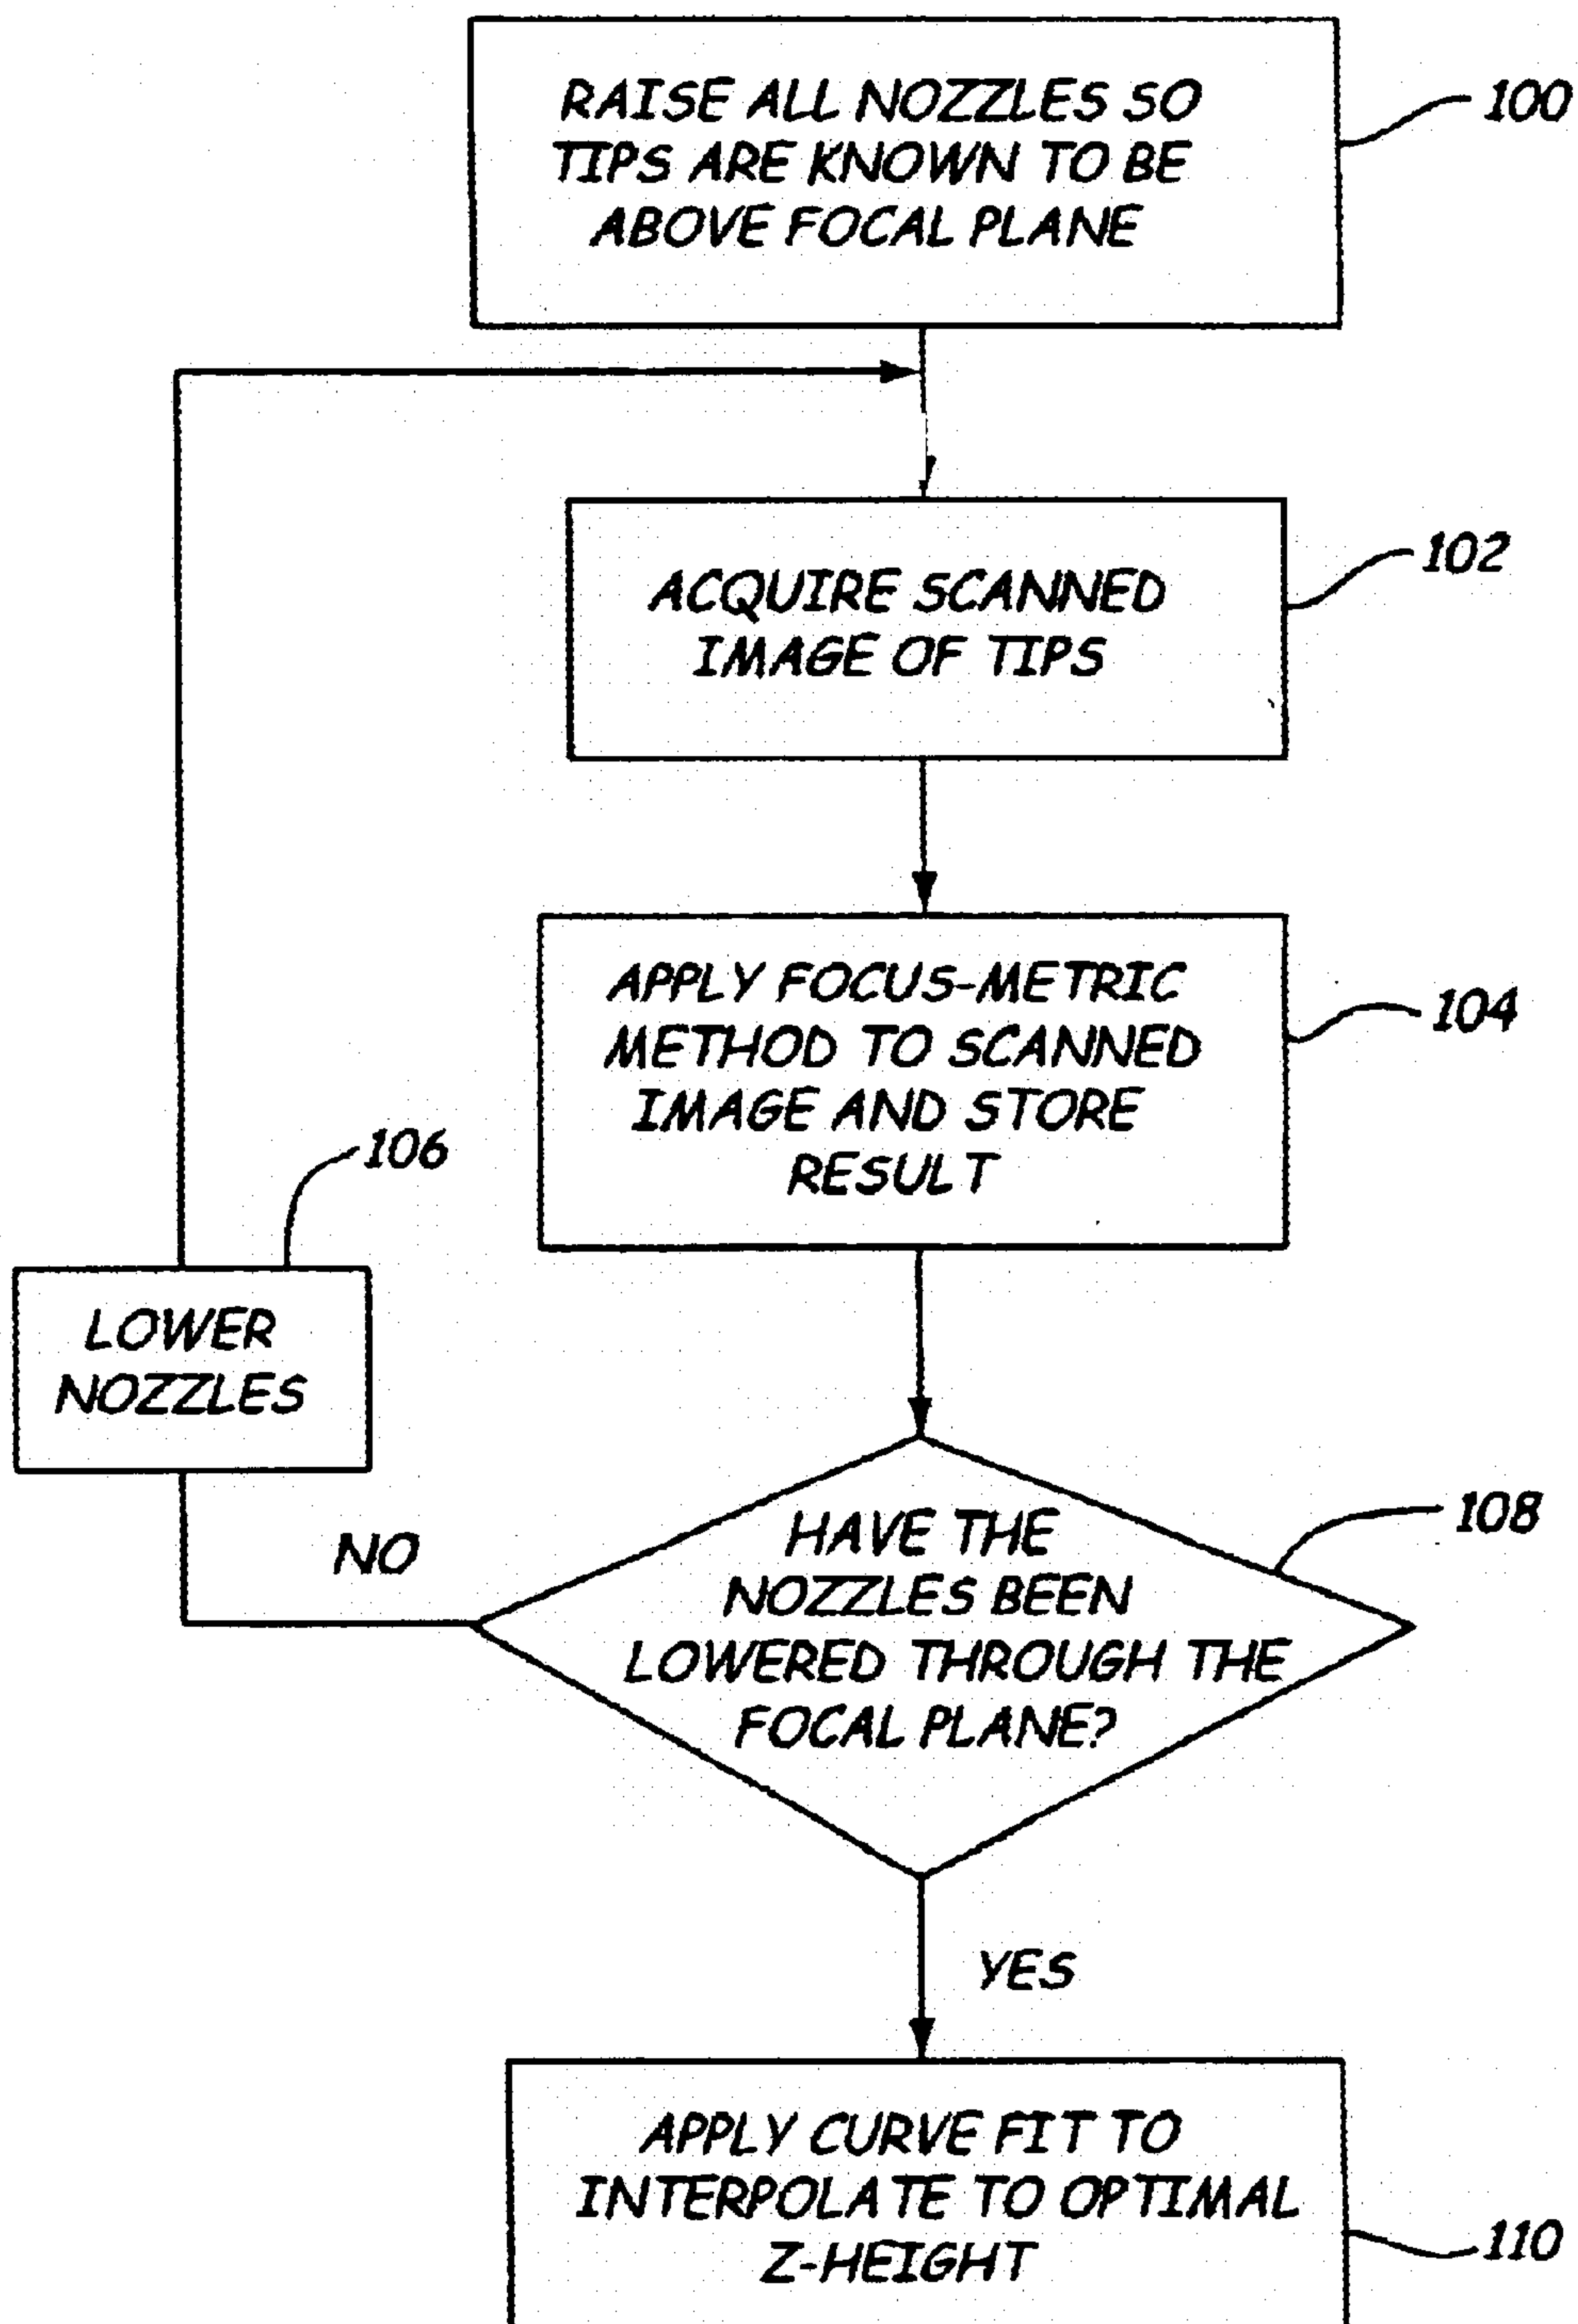 RAISE ALL NOZZLES SO
TIPS ARE KNOWN TO BE
ABOVE FOCAL PLANE
100
ACQUIRE SCANNED
IMAGE OF TIPS
102
APPLY FOCUS-METRIC
METHOD TO SCANNED
IMAGE AND STORE
RESULT
104
106
LOWER
NOZZLES
NO
HAVE THE
NOZZLES BEEN
LOWERED THROUGH THE
FOCAL PLANE?
108
YES
APPLY CURVE FIT TO
INTERPOLATE TO OPTIMAL
Z-HEIGHT
110